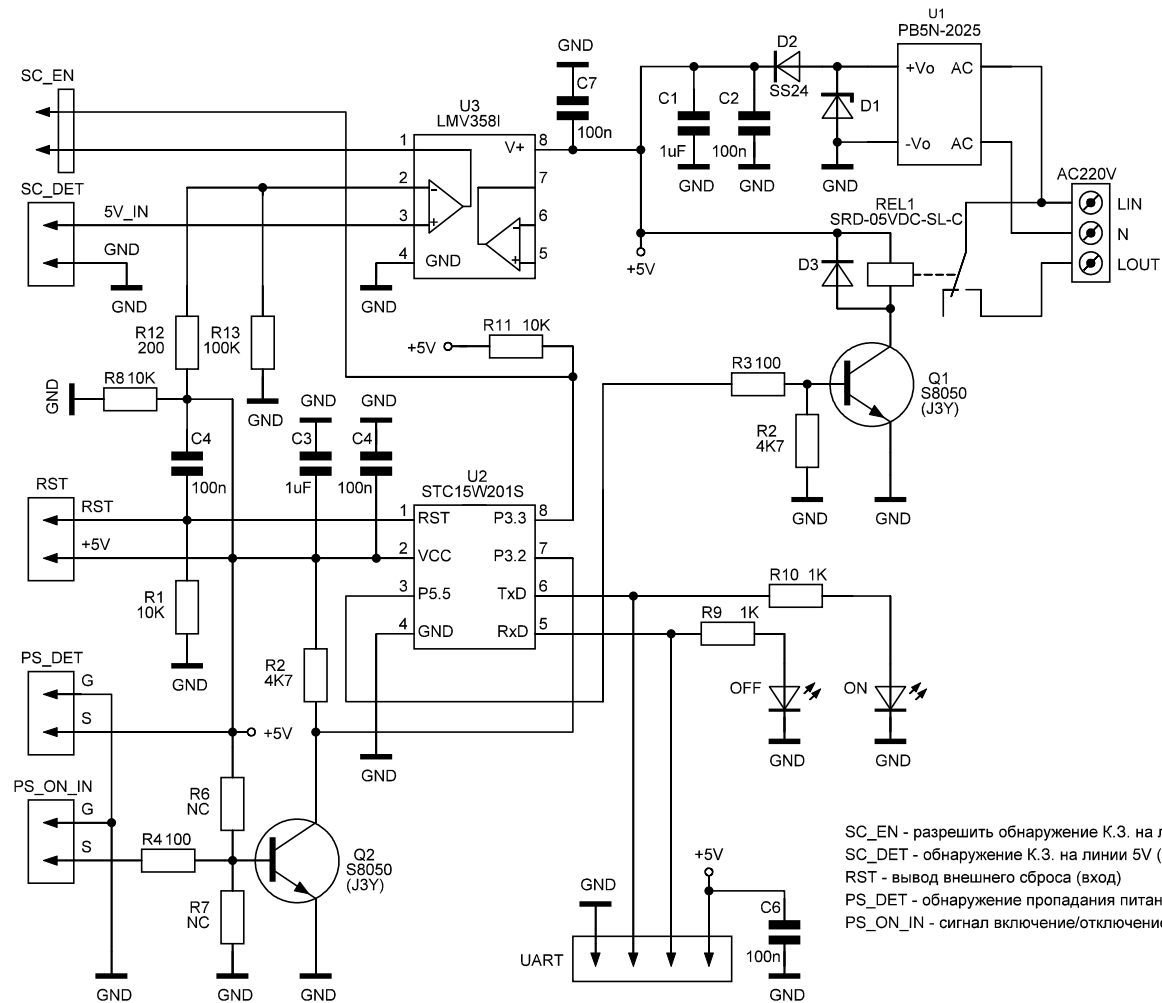 U1
PB5N-2025
+Vo AC
-Vo AC
D2
SS24
D1
C1
1uF
C2
100n
GND
GND
GND
GND
C7
100n
SC_EN
U3
LMV358I
1
2
3
4
V+
8
7
6
5
GND
GND
SC_DET
5V_IN
GND
GND
AC220V
LIN
N
LOUT
REL1
SRD-05VDC-SL-C
+5V
D3
R12
200
R13
100K
R11 10K
+5V
R8 10K
GND
GND
R3 100
Q1
S8050
(J3Y)
R2
4K7
GND
GND
C4
100n
GND
C3
1uF
GND
C4
100n
U2
STC15W201S
1 RST
2 VCC
3 P5.5
4 GND
P3.3 8
P3.2 7
TxD 6
RxD 5
RST
RST
+5V
R1
10K
GND
R10 1K
R9 1K
R2
4K7
OFF
ON
GND
GND
GND
PS_DET
G
S
+5V
PS_ON_IN
G
S
R6
NC
R4 100
R7
NC
Q2
S8050
(J3Y)
GND
GND
GND
UART
GND
+5V
C6
100n
GND
SC_EN - разрешить обнаружение К.З. на
SC_DET - обнаружение К.З. на линии 5V (
RST - вывод внешнего сброса (вход)
PS_DET - обнаружение пропадания
PS_ON_IN - сигнал